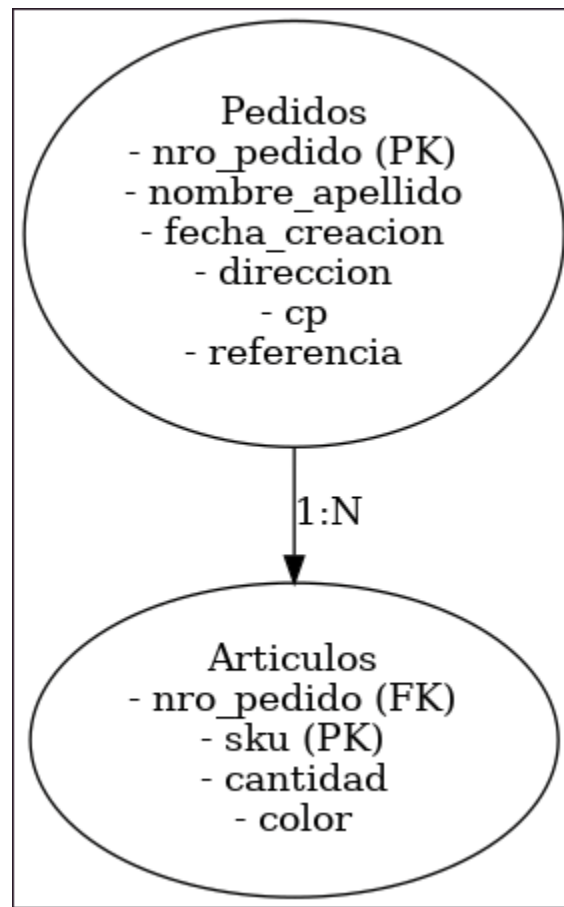 Pedidos
- nro_pedido (PK)
- nombre_apellido
- fecha_creacion
- direccion
- cp
- referencia
1:N
Articulos
- nro_pedido (FK)
- sku (PK)
- cantidad
- color